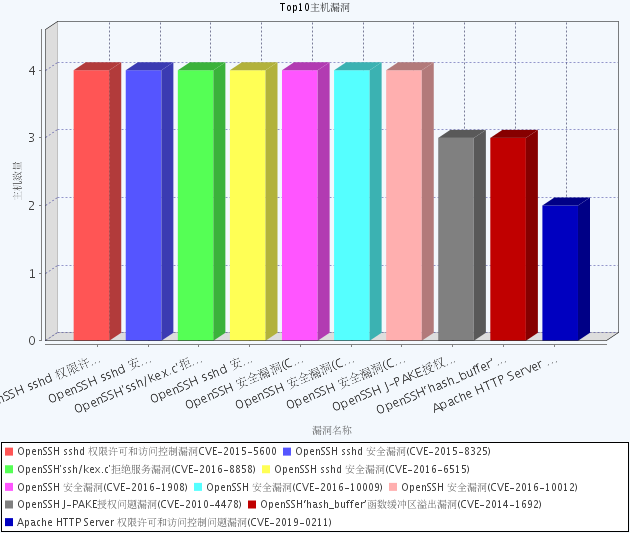 Top10主机漏洞
4
3
2
1
0
主机数量
OpenSSH sshd 权限许...
OpenSSH sshd 安...
OpenSSH'ssh/kex.c'拒...
OpenSSH sshd 安...
OpenSSH 安全漏洞(C...
OpenSSH 安全漏洞(C...
OpenSSH 安全漏洞(C...
OpenSSH J-PAKE授权...
OpenSSH'hash_buffer'...
Apache HTTP Server ...
漏洞名称
OpenSSH sshd 权限许可和访问控制漏洞CVE-2015-5600 OpenSSH sshd 安全漏洞(CVE-2015-8325)
OpenSSH'ssh/kex.c'拒绝服务漏洞(CVE-2016-8858) OpenSSH sshd 安全漏洞(CVE-2016-6515)
OpenSSH 安全漏洞(CVE-2016-1908) OpenSSH 安全漏洞(CVE-2016-10009) OpenSSH 安全漏洞(CVE-2016-10012)
OpenSSH J-PAKE授权问题漏洞(CVE-2010-4478) OpenSSH'hash_buffer'函数缓冲区溢出漏洞(CVE-2014-1692)
Apache HTTP Server 权限许可和访问控制问题漏洞(CVE-2019-0211)